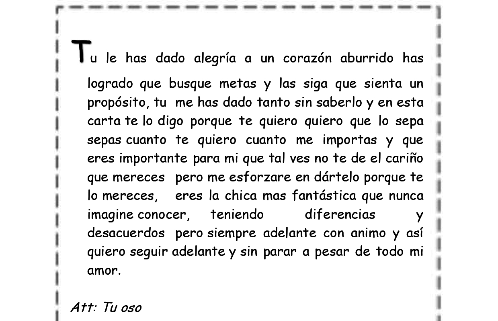 Tu le has dado alegría a un corazón aburrido has
logrado que busque metas y las siga que sienta un
propósito, tu me has dado tanto sin saberlo y en esta
carta te lo digo porque te quiero quiero que lo sepa
sepas cuanto te quiero cuanto me importas y que
eres importante para mi que tal ves no te de el cariño
que mereces pero me esforzare en dártelo porque te
lo mereces, eres la chica mas fantástica que nunca
imagine conocer, teniendo diferencias y
desacuerdos pero siempre adelante con animo y así
quiero seguir adelante y sin parar a pesar de todo mi
amor.
Att: Tu oso